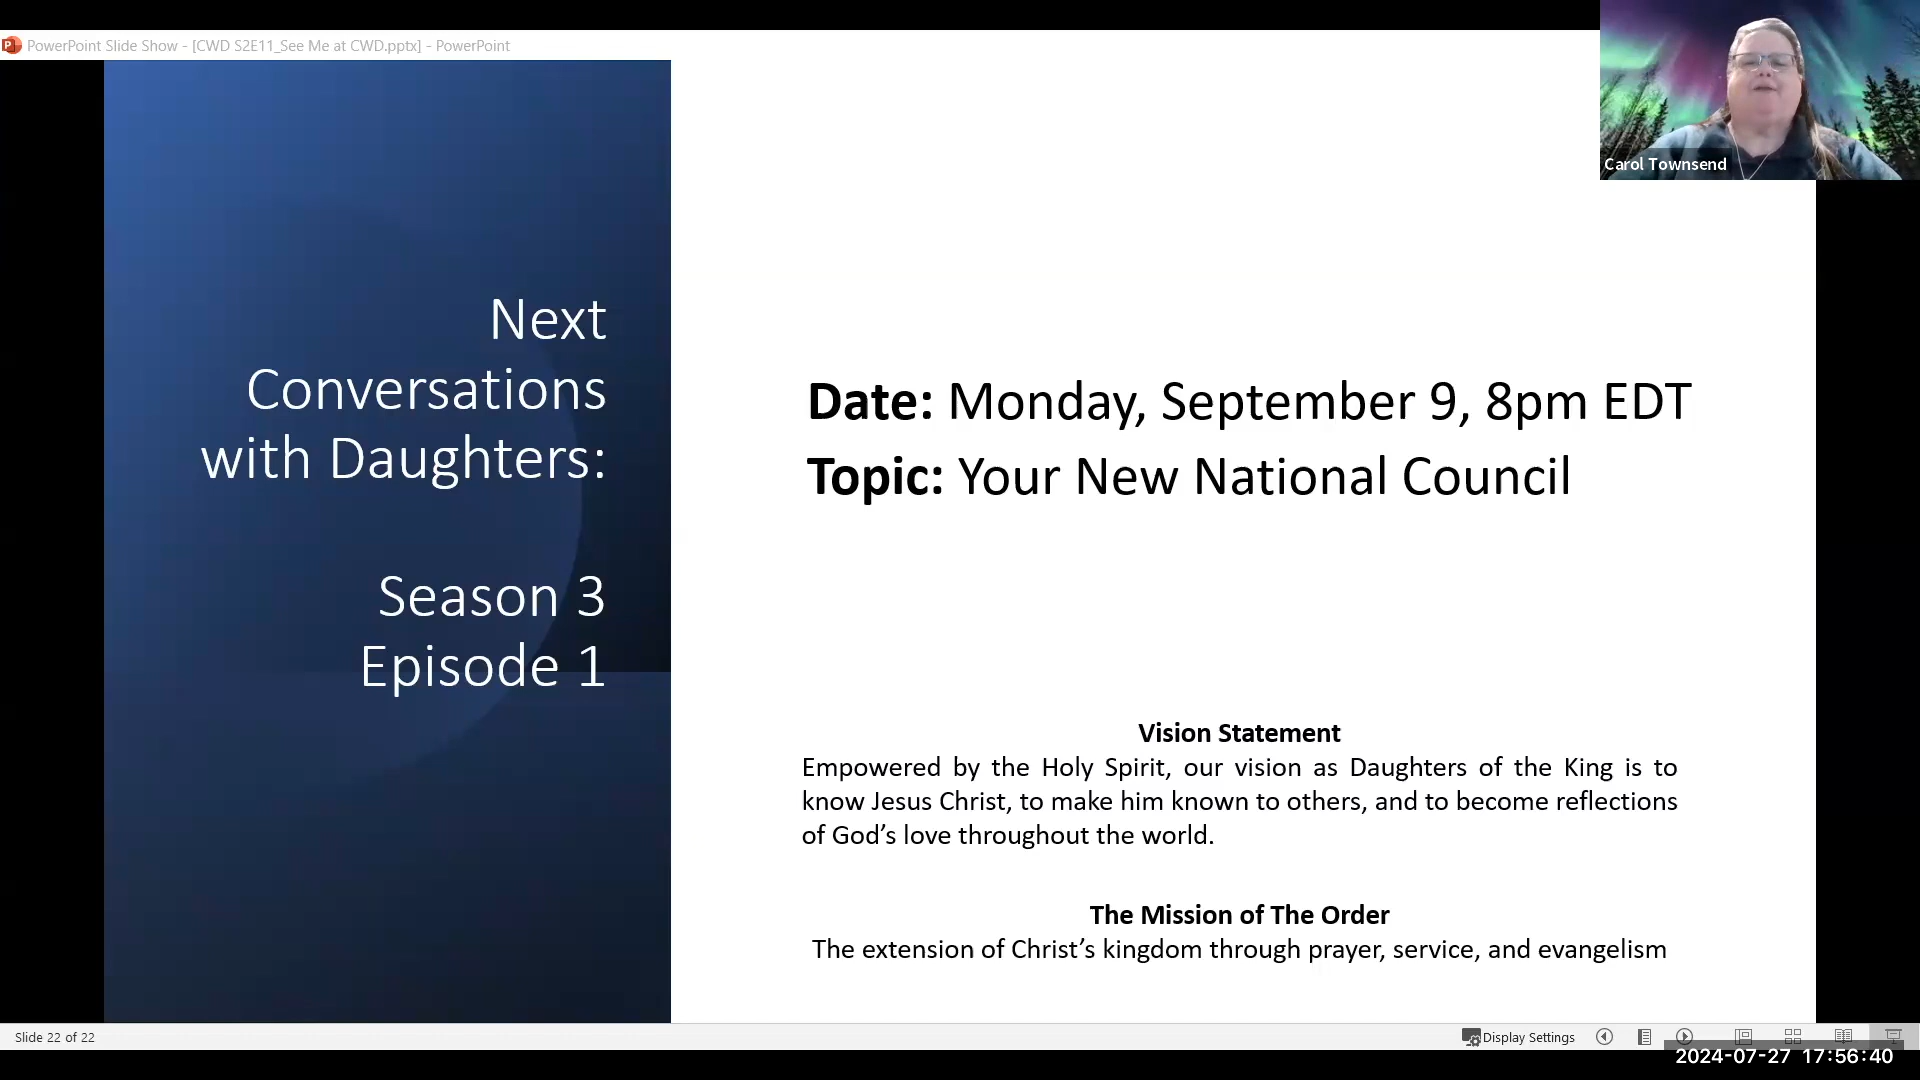 PowerPoint Slide Show - [CWD S2E11_See Me at CWD.pptx] - PowerPoint
Carol Townsend
Next
Conversations
with Daughters:
Season 3
Episode 1
Date: Monday, September 9, 8pm EDT
Topic: Your New National Council
Vision Statement
Empowered by the Holy Spirit, our vision as Daughters of the King is to
know Jesus Christ, to make him known to others, and to become reflections
of God’s love throughout the world.
The Mission of The Order
The extension of Christ’s kingdom through prayer, service, and evangelism
Slide 22 of 22
Display Settings
2024-07-27 17:56:40